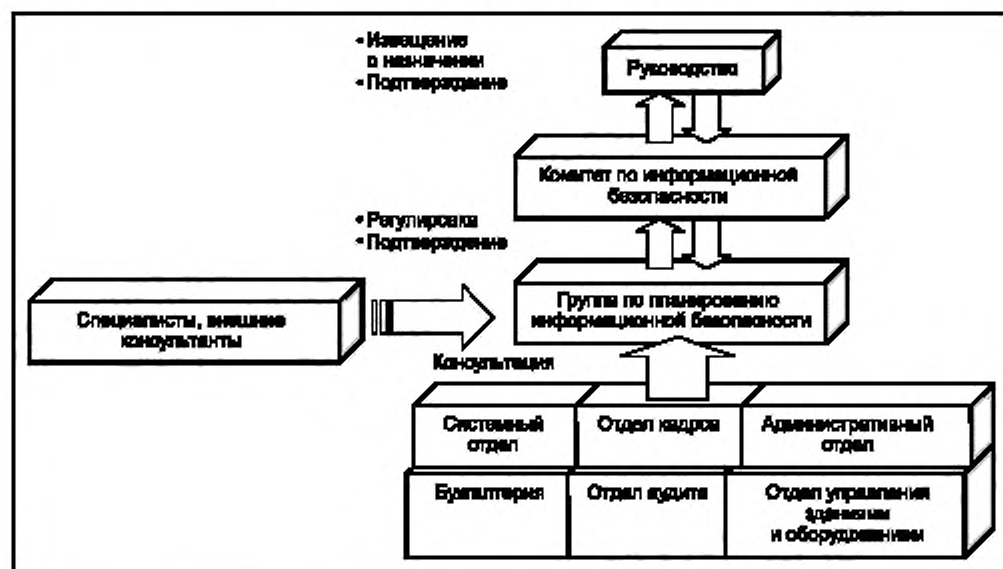 • Извещение
о назначении
• Подтверждение
Руководство
Комитет по информационной
безопасности
• Регулировка
• Подтверждение
Специалисты, внешние
консультанты
Группа по планированию
информационной безопасности
Консультация
Системный
отдел
Отдел кадров
Административный
отдел
Бухгалтерия
Отдел аудита
Отдел управления
зданиями
и оборудованием